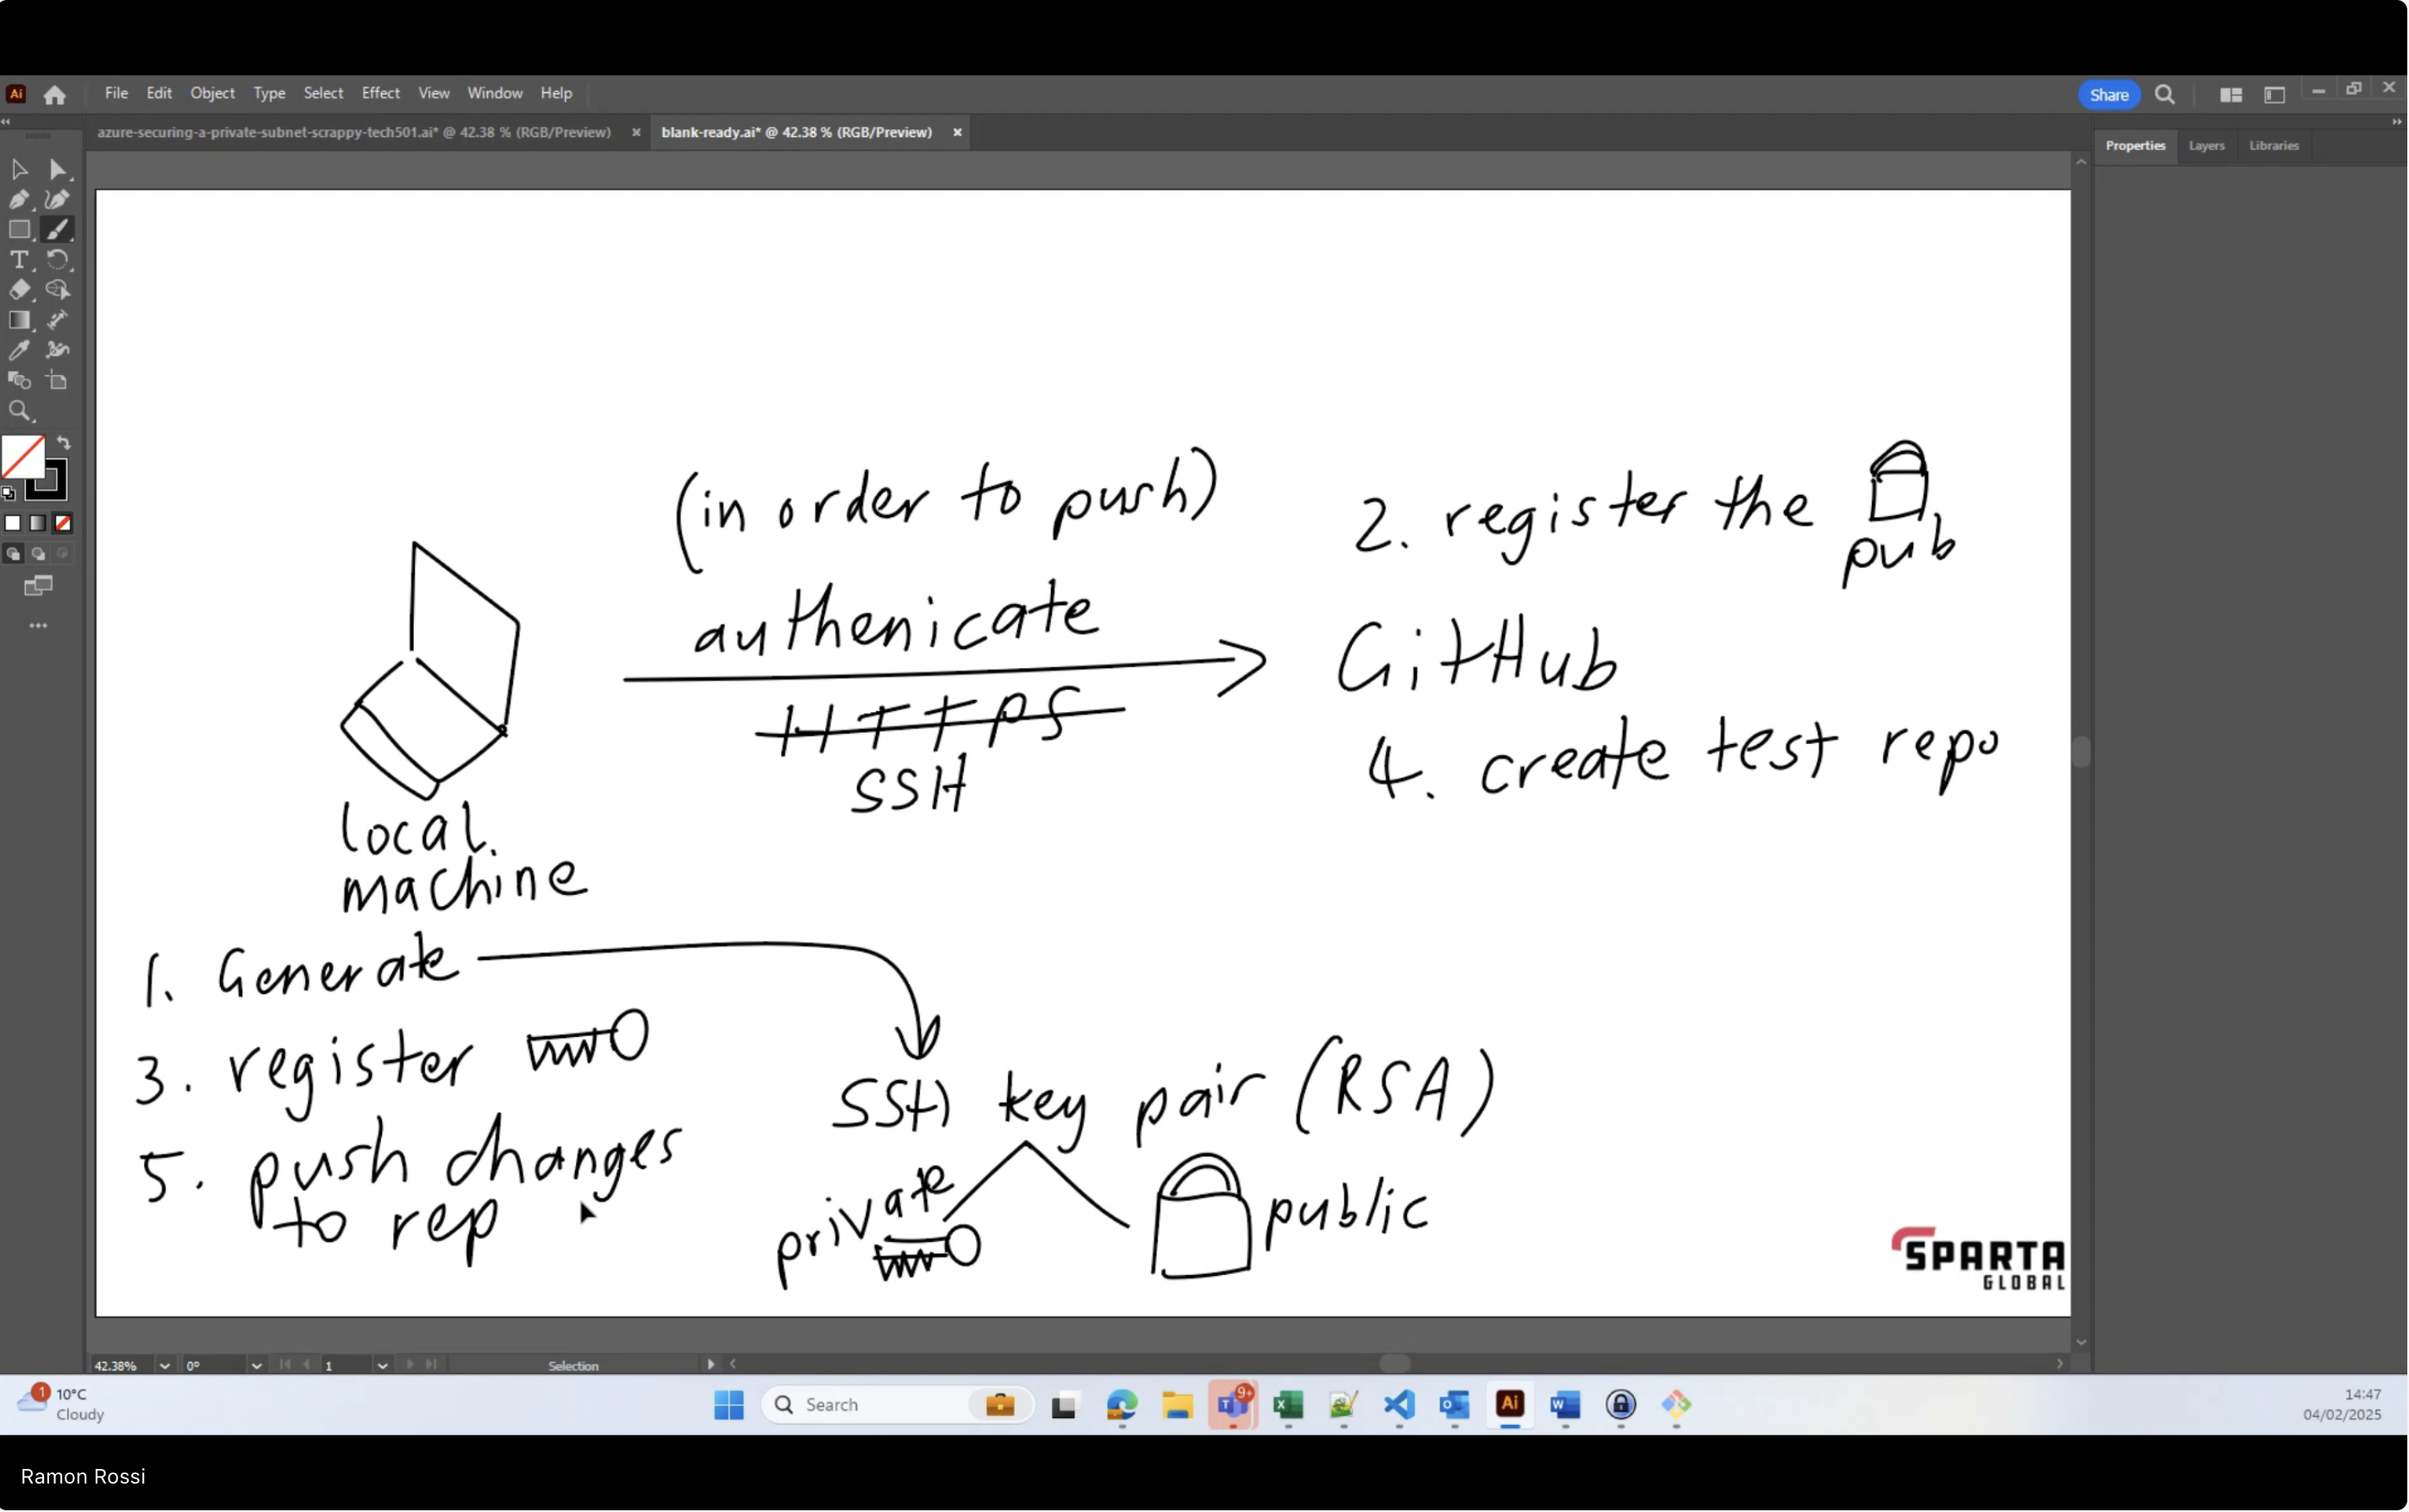 Ai File Edit Object Type Select Effect View Window Help Share
azure-securing-a-private-subnet-scrappy-tech501.ai* @ 42.38 % (RGB/Preview) × blank-ready.ai* @ 42.38 % (RGB/Preview) ×
Properties Layers Libraries
(in order to push)
authenicate
HTTPS
SSH
local
machine
2. register the
pub
GitHub
4. create test repo
1. Generate
3. register
5. push changes
to rep
SSH key pair (RSA)
private
public
SPARTA
GLOBAL
42.38% 0° 1 Selection
1
10°C
Cloudy
Search
9+
Ai
14:47
04/02/2025
Ramon Rossi